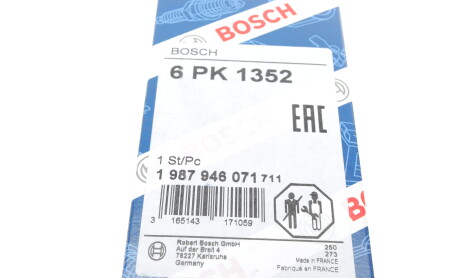 BOSCH
BOSCH
6 PK 1352
EAC
1 St/Pc
1 987 946 071 711
3 165143 171059
Robert Bosch GmbH
Auf der Breit 4
76227 Karlsruhe
Germany
260
273
Made in FRANCE
Fabriqué en FRANCE